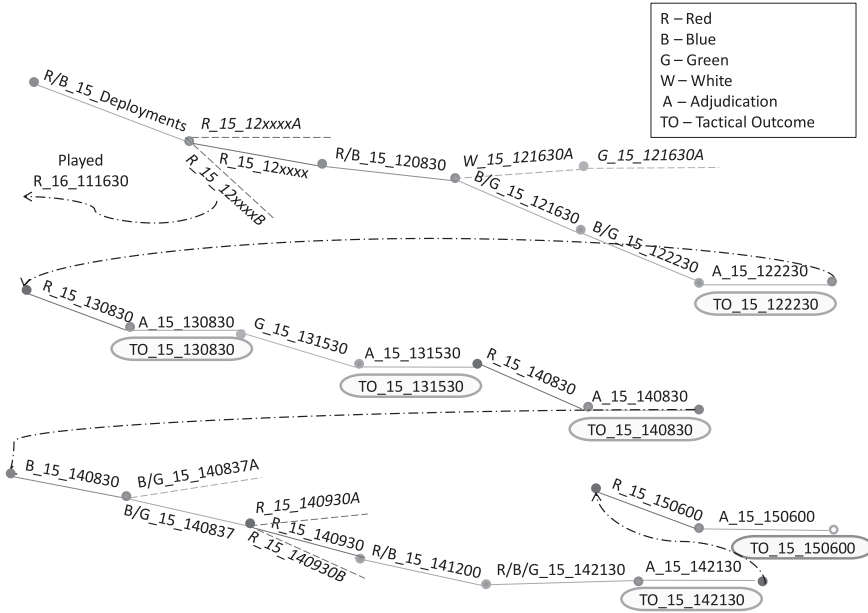 R – Red
B – Blue
G – Green
W – White
A – Adjudication
TO – Tactical Outcome
R/B_15_Deployments
R_15_12xxxxA
R_15_12xxxx
R_15_12xxxxB
Played
R_16_111630
R/B_15_120830
W_15_121630A
G_15_121630A
B/G_15_121630
B/G_15_122230
A_15_122230
TO_15_122230
R_15_130830
A_15_130830
TO_15_130830
G_15_131530
A_15_131530
TO_15_131530
R_15_140830
A_15_140830
TO_15_140830
B_15_140830
B/G_15_140837A
B/G_15_140837
R_15_140930A
R_15_140930
R_15_140930B
R/B_15_141200
R/B/G_15_142130
A_15_142130
TO_15_142130
R_15_150600
A_15_150600
TO_15_150600